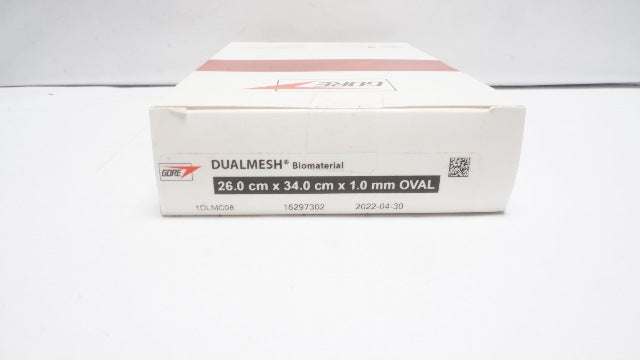 GORE
GORE
DUALMESH® Biomaterial
26.0 cm x 34.0 cm x 1.0 mm OVAL
1DLMC08 16297302 2022-04-30